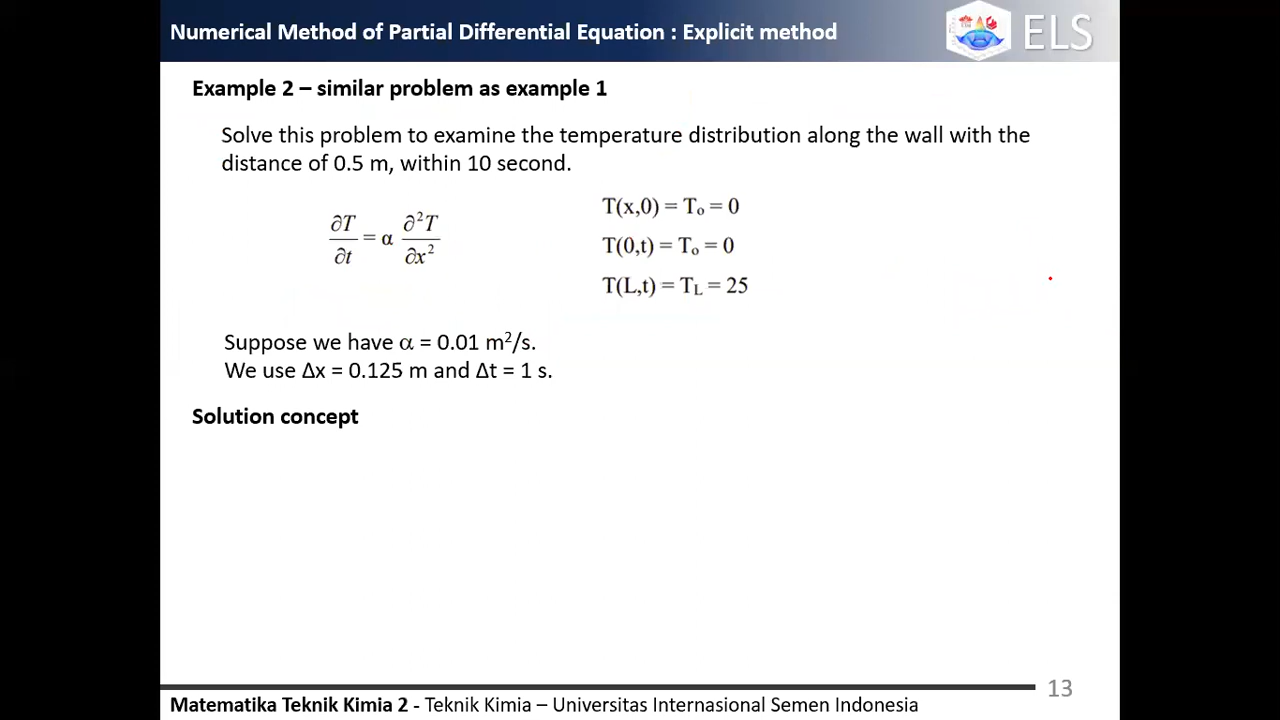 Numerical Method of Partial Differential Equation : Explicit method
ELS
Example 2 – similar problem as example 1
Solve this problem to examine the temperature distribution along the wall with the
distance of 0.5 m, within 10 second.
∂T/∂t = α ∂²T/∂x²
T(x,0) = Tₒ = 0
T(0,t) = Tₒ = 0
T(L,t) = T_L = 25
Suppose we have α = 0.01 m²/s.
We use Δx = 0.125 m and Δt = 1 s.
Solution concept
13
Matematika Teknik Kimia 2 - Teknik Kimia – Universitas Internasional Semen Indonesia